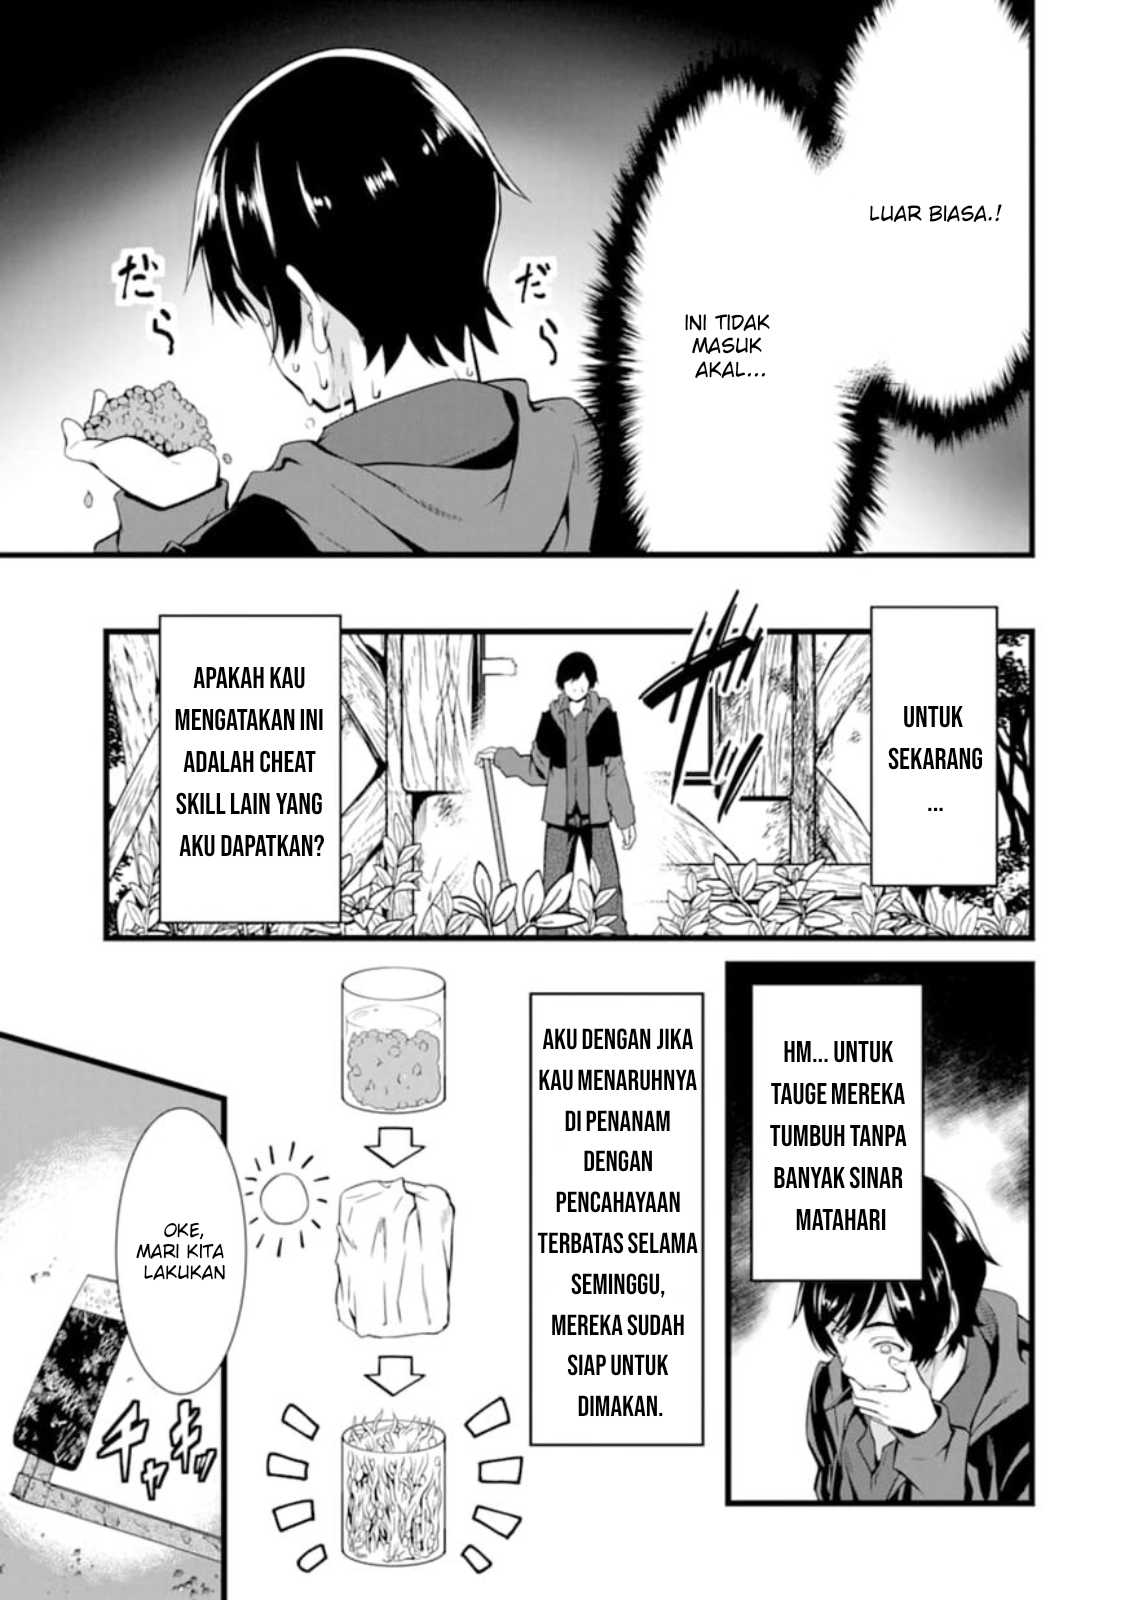 LUAR BIASA.!
INI TIDAK
MASUK
AKAL...
だら
だら
UNTUK
SEKARANG
...
APAKAH KAU
MENGATAKAN INI
ADALAH CHEAT
SKILL LAIN YANG
AKU DAPATKAN?
HM... UNTUK
TAUGE MEREKA
TUMBUH TANPA
BANYAK SINAR
MATAHARI
AKU DENGAN JIKA
KAU MENARUHNYA
DI PENANAM
DENGAN
PENCAHAYAAN
TERBATAS SELAMA
SEMINGGU,
MEREKA SUDAH
SIAP UNTUK
DIMAKAN.
OKE,
MARI KITA
LAKUKAN
チャキッ